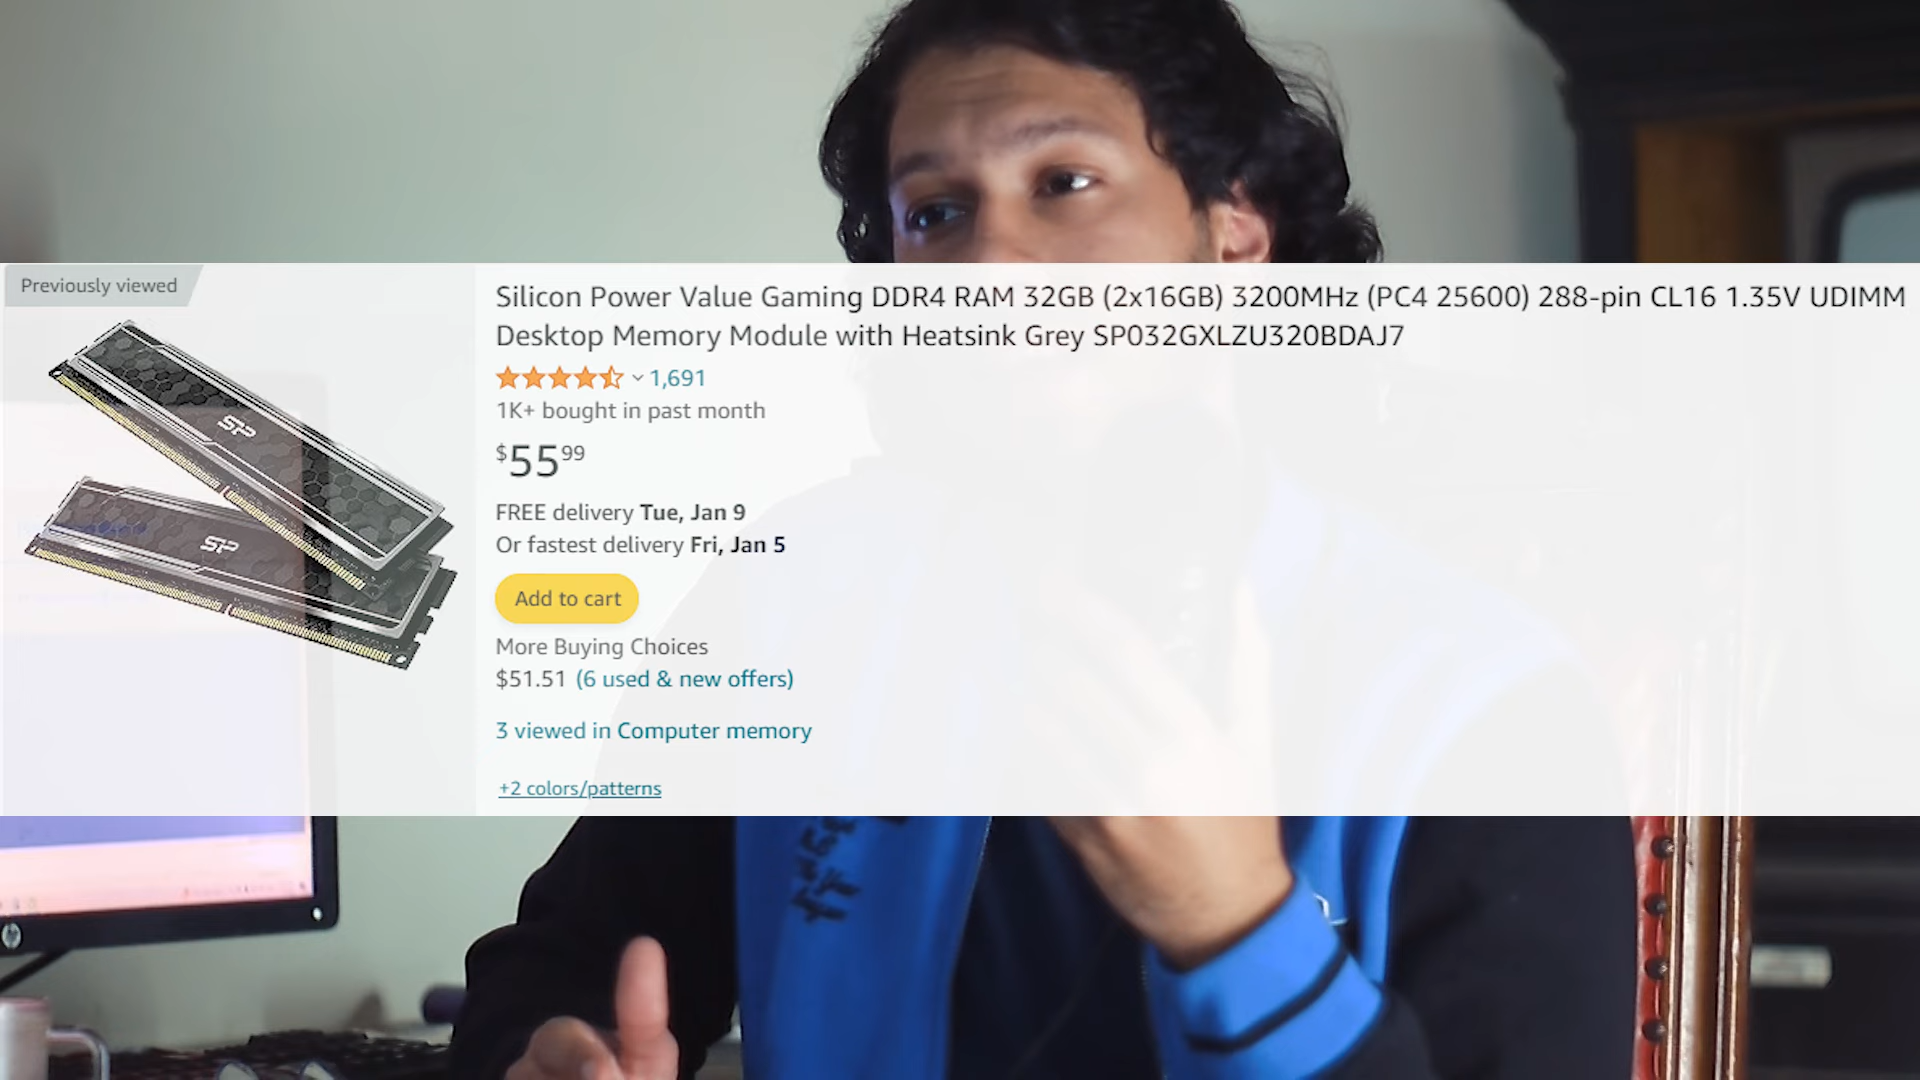 Previously viewed
Silicon Power Value Gaming DDR4 RAM 32GB (2x16GB) 3200MHz (PC4 25600) 288-pin CL16 1.35V UDIMM
Desktop Memory Module with Heatsink Grey SP032GXLZU320BDAJ7
1,691
1K+ bought in past month
$55.99
FREE delivery Tue, Jan 9
Or fastest delivery Fri, Jan 5
Add to cart
More Buying Choices
$51.51 (6 used & new offers)
3 viewed in Computer memory
+2 colors/patterns
SP
SP
hp